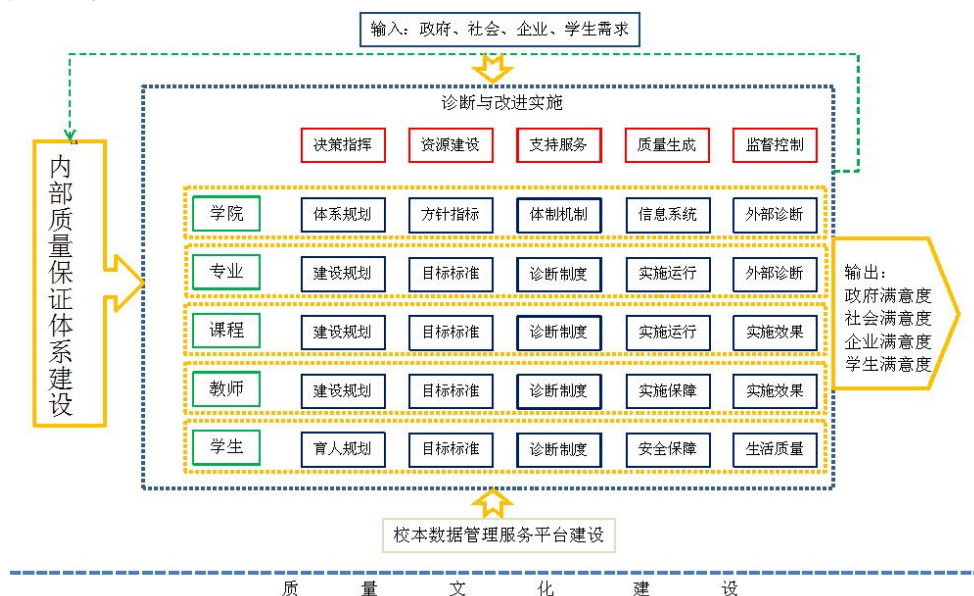 输入：政府、社会、企业、学生需求
诊断与改进实施
决策指挥 资源建设 支持服务 质量生成 监督控制
内部质量保证体系建设
学院 体系规划 方针指标 体制机制 信息系统 外部诊断
专业 建设规划 目标标准 诊断制度 实施运行 外部诊断
课程 建设规划 目标标准 诊断制度 实施运行 实施效果
教师 建设规划 目标标准 诊断制度 实施保障 实施效果
学生 育人规划 目标标准 诊断制度 安全保障 生活质量
输出：
政府满意度
社会满意度
企业满意度
学生满意度
校本数据管理服务平台建设
质量文化建设